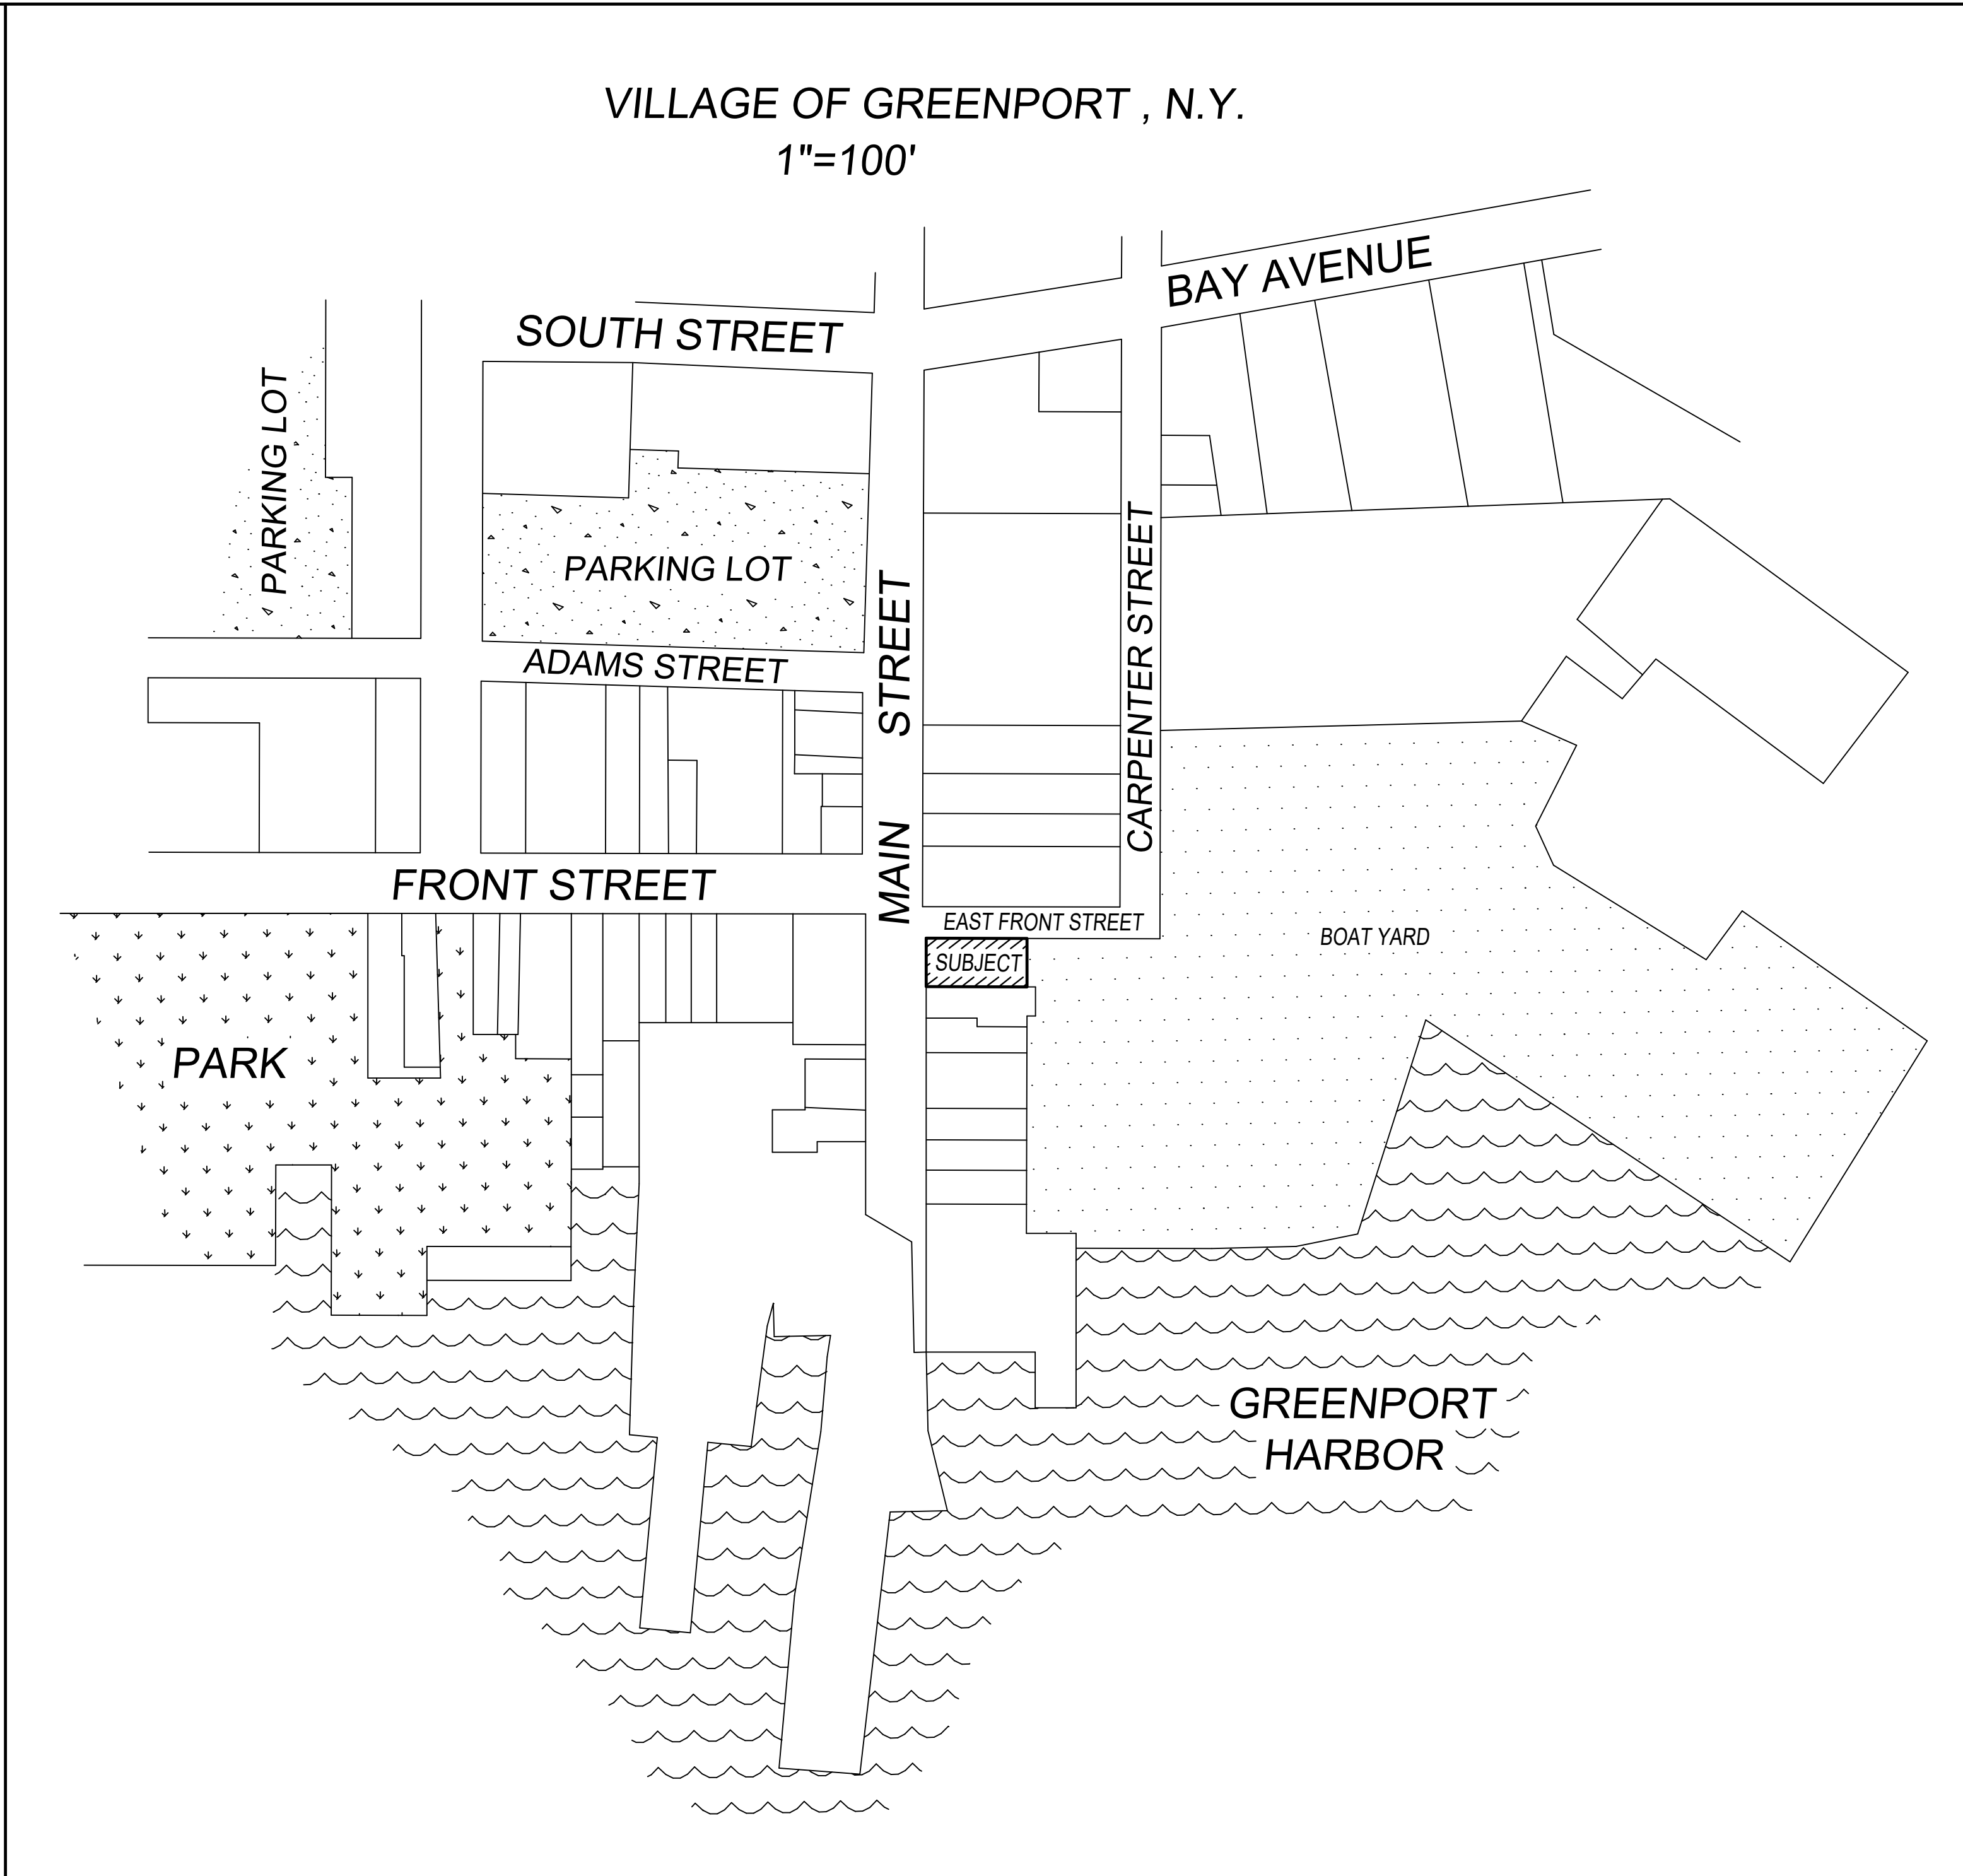 VILLAGE OF GREENPORT , N.Y.
1"=100'
BAY AVENUE
SOUTH STREET
PARKING LOT
PARKING LOT
CARPENTER STREET
MAIN STREET
ADAMS STREET
FRONT STREET
EAST FRONT STREET
BOAT YARD
SUBJECT
PARK
GREENPORT
HARBOR